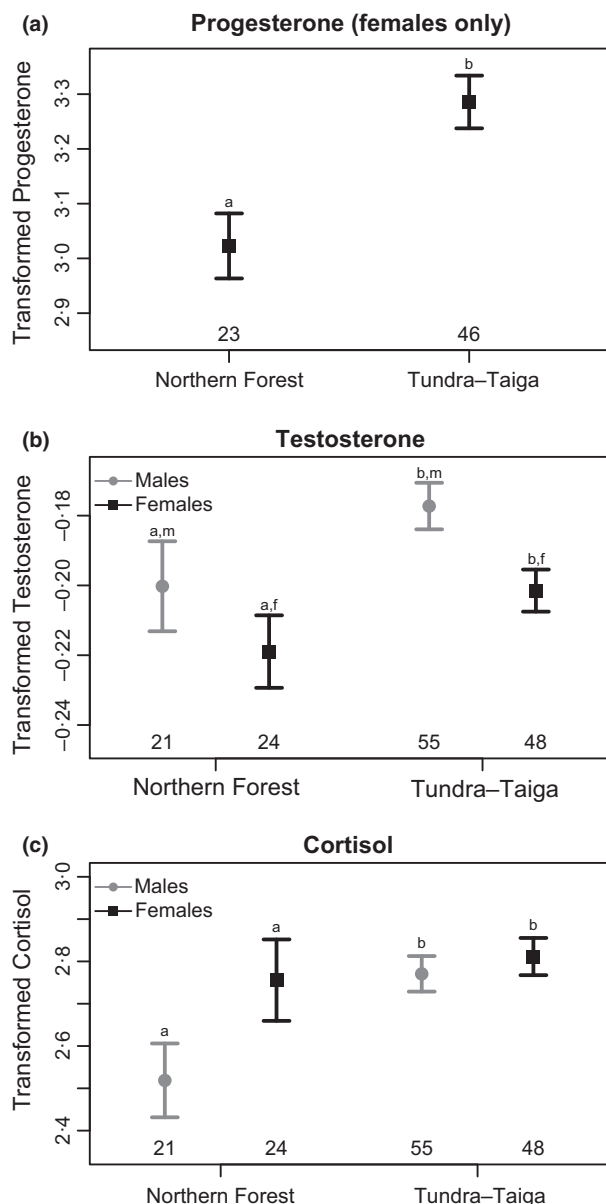 (a) Progesterone (females only)
Transformed Progesterone
3·3
3·2
3·1
3·0
2·9
a
b
23 46
Northern Forest Tundra–Taiga
(b) Testosterone
Transformed Testosterone
−0·18
−0·20
−0·22
−0·24
Males
Females
a,m
a,f
b,m
b,f
21 24 55 48
Northern Forest Tundra–Taiga
(c) Cortisol
Transformed Cortisol
3·0
2·8
2·6
2·4
Males
Females
a
a
b
b
21 24 55 48
Northern Forest Tundra–Taiga